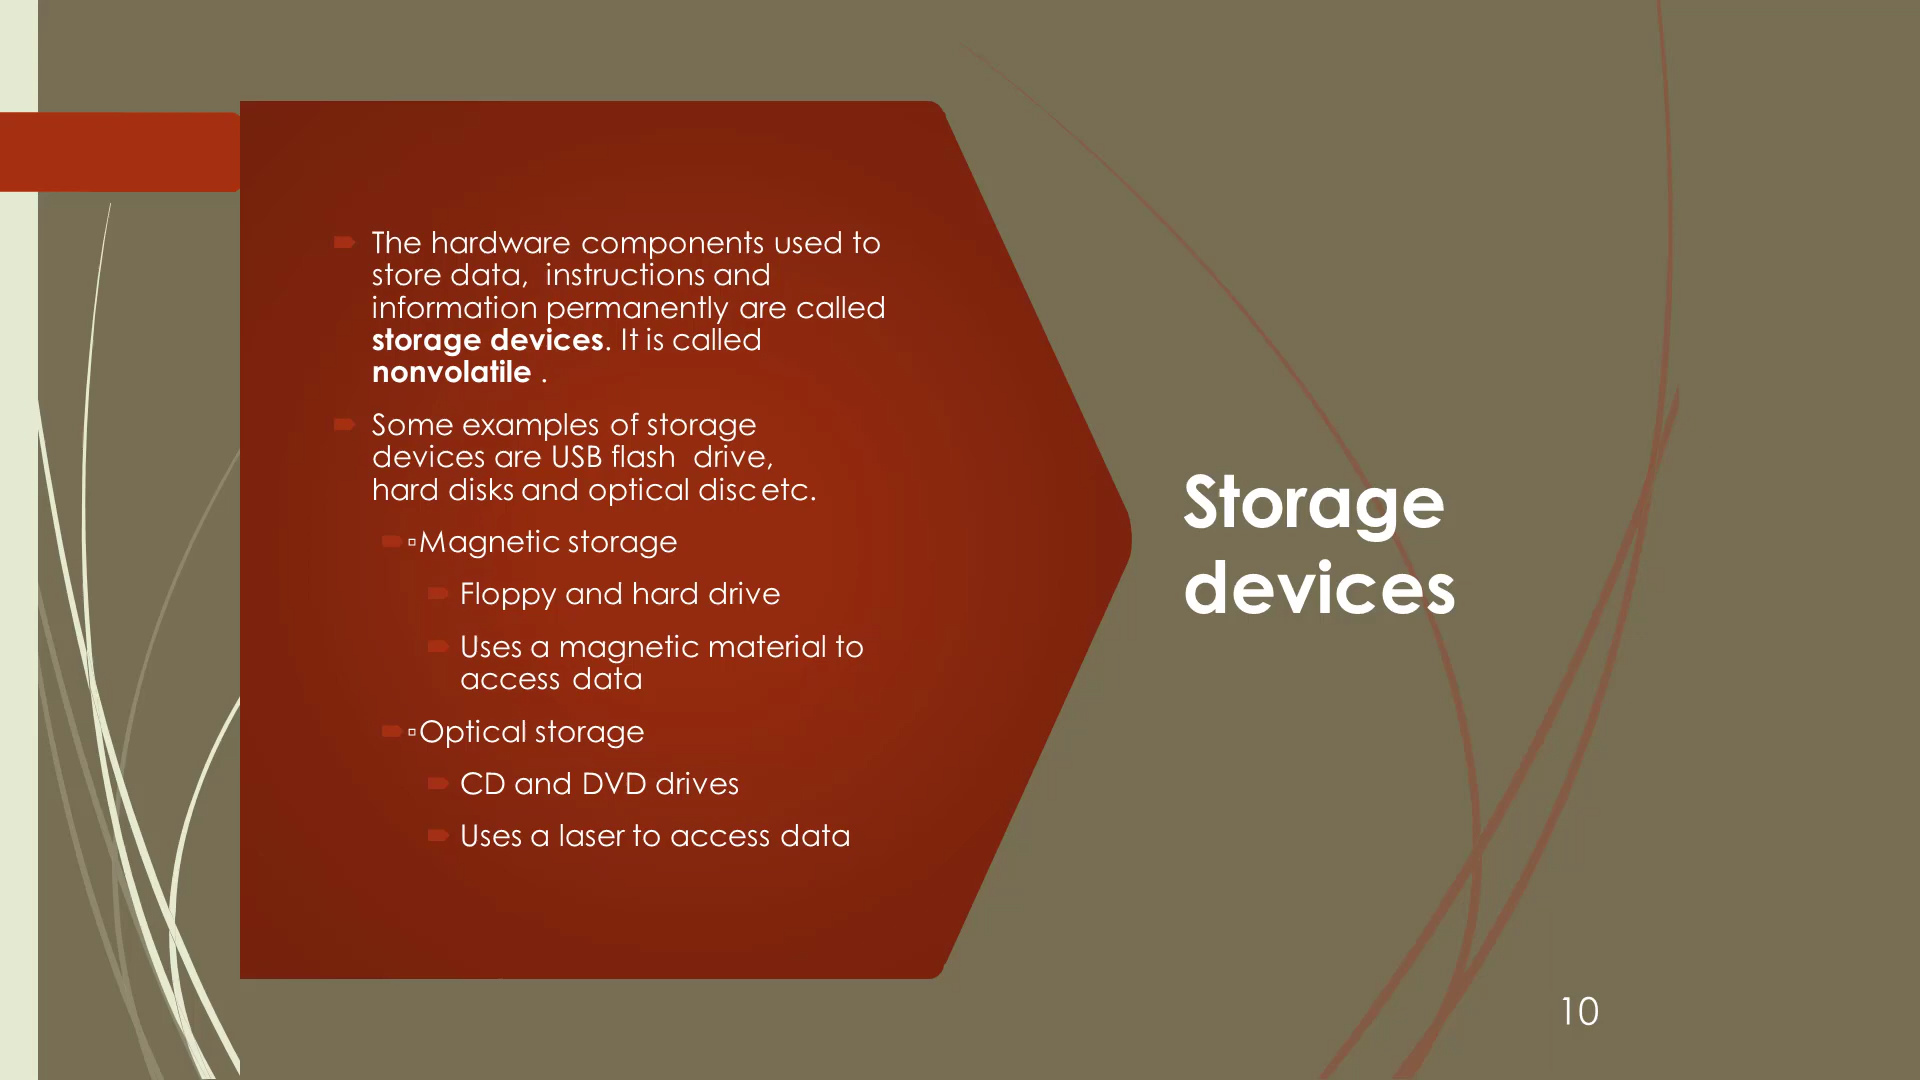 The hardware components used to
store data,  instructions and
information permanently are called
storage devices. It is called
nonvolatile .
Some examples of storage
devices are USB flash  drive,
hard disks and optical disc etc.
▫Magnetic storage
Floppy and hard drive
Uses a magnetic material to
access data
▫Optical storage
CD and DVD drives
Uses a laser to access data
Storage
devices
10